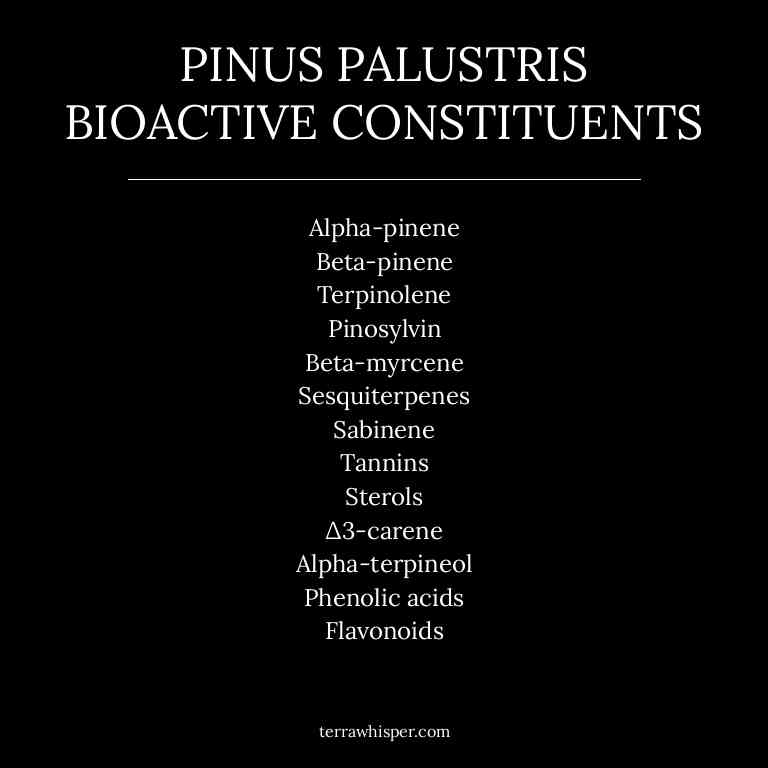 PINUS PALUSTRIS
BIOACTIVE CONSTITUENTS
Alpha-pinene
Beta-pinene
Terpinolene
Pinosylvin
Beta-myrcene
Sesquiterpenes
Sabinene
Tannins
Sterols
Δ3-carene
Alpha-terpineol
Phenolic acids
Flavonoids
terrawhisper.com